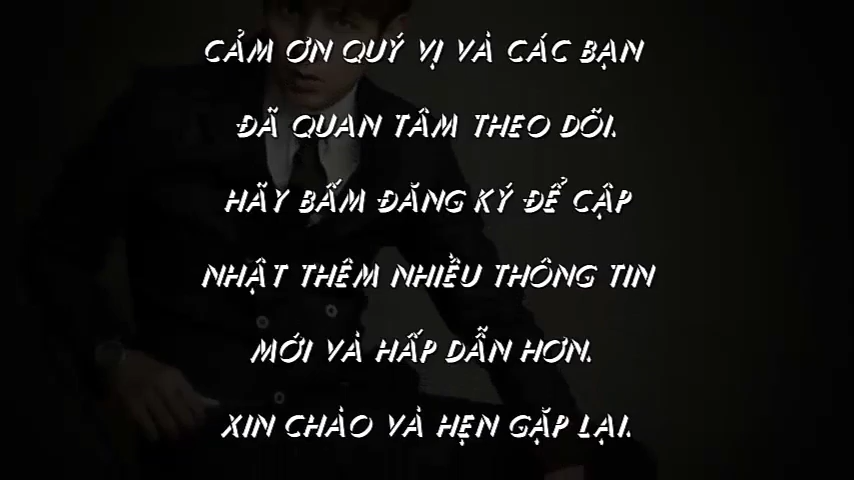 CẢM ƠN QUÝ VỊ VÀ CÁC BẠN
ĐÃ QUAN TÂM THEO DÕI.
HÃY BẤM ĐĂNG KÝ ĐỂ CẬP
NHẬT THÊM NHIỀU THÔNG TIN
MỚI VÀ HẤP DẪN HƠN.
XIN CHÀO VÀ HẸN GẶP LẠI.